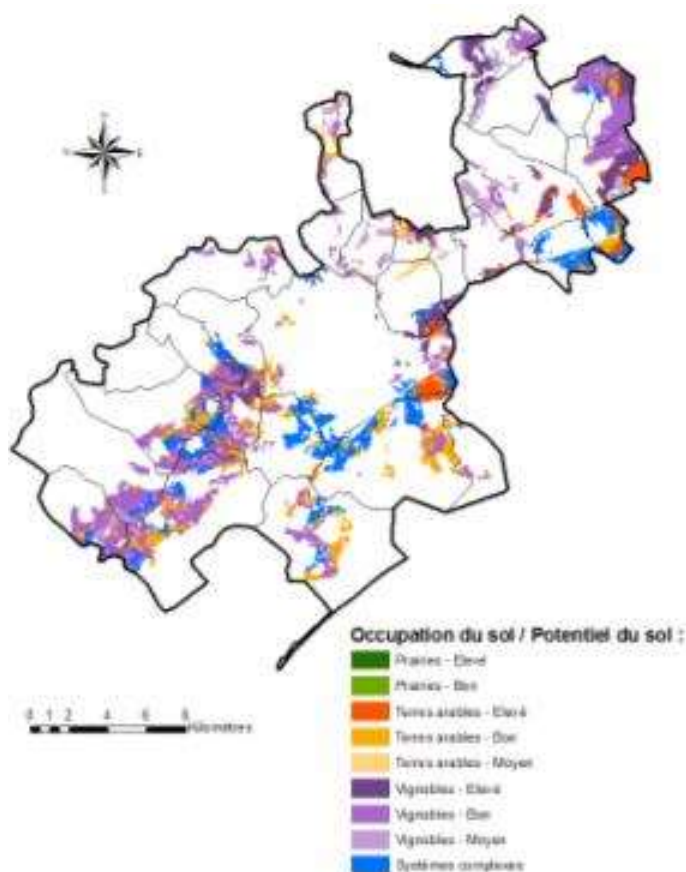 Occupation du sol / Potentiel du sol :
Prairies - Elevé
Prairies - Bon
Terres arables - Elevé
Terres arables - Bon
Terres arables - Moyen
Vignobles - Elevé
Vignobles - Bon
Vignobles - Moyen
Systèmes complexes
0 1 2 4 6 8
Kilomètres